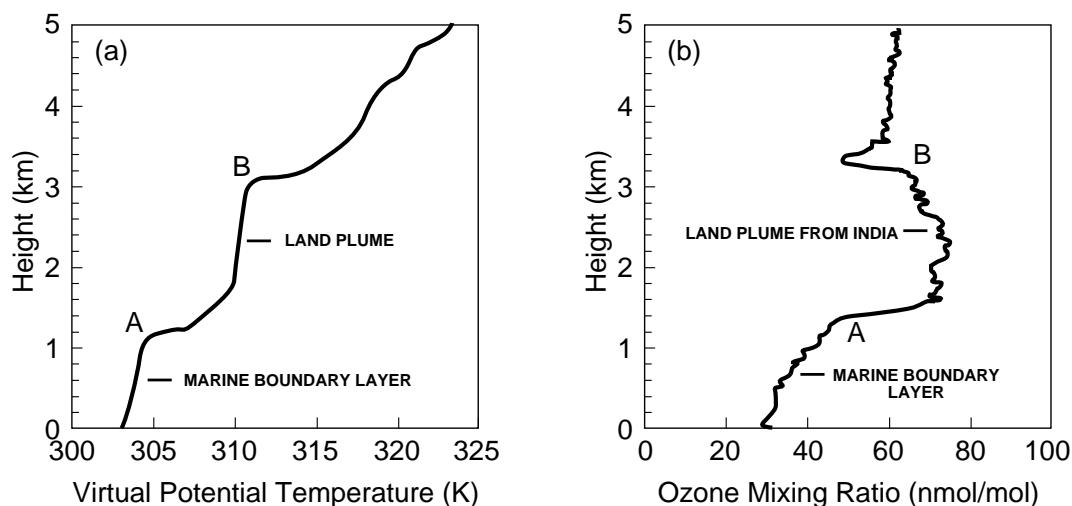 (a)
5
4
3
2
1
0
Height (km)
B
LAND PLUME
A
MARINE BOUNDARY LAYER
300 305 310 315 320 325
Virtual Potential Temperature (K)
(b)
5
4
3
2
1
0
Height (km)
B
LAND PLUME FROM INDIA
A
MARINE BOUNDARY
LAYER
0 20 40 60 80 100
Ozone Mixing Ratio (nmol/mol)